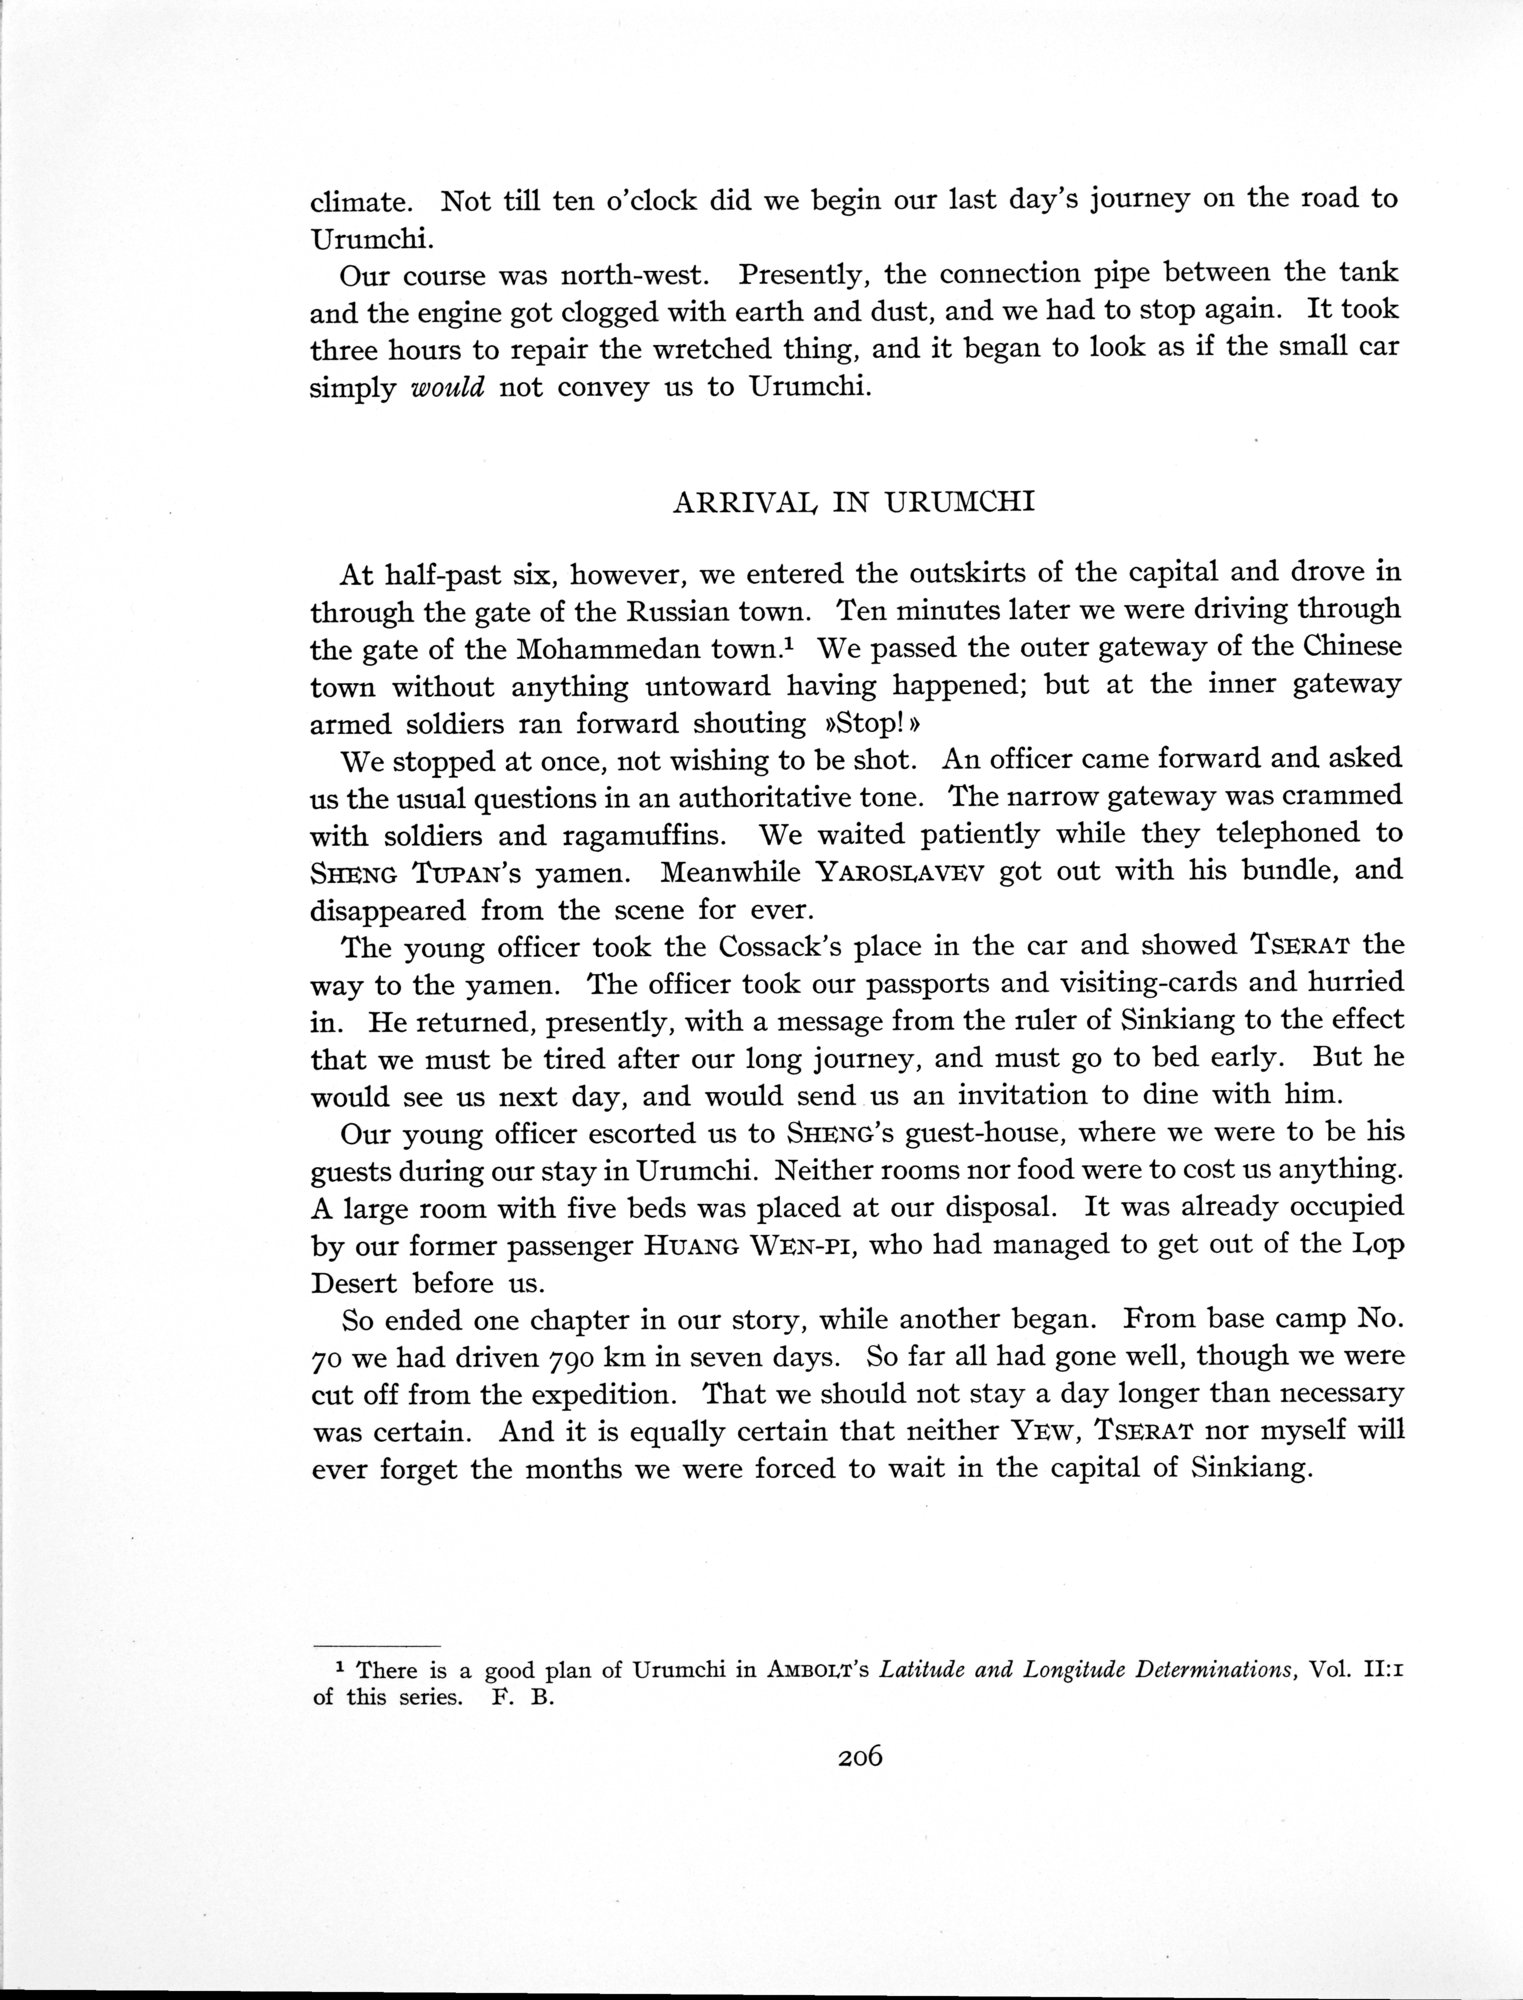 climate. Not till ten o'clock did we begin our last day's journey on the road to
Urumchi.
Our course was north-west. Presently, the connection pipe between the tank
and the engine got clogged with earth and dust, and we had to stop again. It took
three hours to repair the wretched thing, and it began to look as if the small car
simply would not convey us to Urumchi.
ARRIVAL IN URUMCHI
At half-past six, however, we entered the outskirts of the capital and drove in
through the gate of the Russian town. Ten minutes later we were driving through
the gate of the Mohammedan town.¹ We passed the outer gateway of the Chinese
town without anything untoward having happened; but at the inner gateway
armed soldiers ran forward shouting »Stop!»
We stopped at once, not wishing to be shot. An officer came forward and asked
us the usual questions in an authoritative tone. The narrow gateway was crammed
with soldiers and ragamuffins. We waited patiently while they telephoned to
SHENG TUPAN's yamen. Meanwhile YAROSLAVEV got out with his bundle, and
disappeared from the scene for ever.
The young officer took the Cossack's place in the car and showed TSERAT the
way to the yamen. The officer took our passports and visiting-cards and hurried
in. He returned, presently, with a message from the ruler of Sinkiang to the effect
that we must be tired after our long journey, and must go to bed early. But he
would see us next day, and would send us an invitation to dine with him.
Our young officer escorted us to SHENG's guest-house, where we were to be his
guests during our stay in Urumchi. Neither rooms nor food were to cost us anything.
A large room with five beds was placed at our disposal. It was already occupied
by our former passenger HUANG WEN-PI, who had managed to get out of the Lop
Desert before us.
So ended one chapter in our story, while another began. From base camp No.
70 we had driven 790 km in seven days. So far all had gone well, though we were
cut off from the expedition. That we should not stay a day longer than necessary
was certain. And it is equally certain that neither YEW, TSERAT nor myself will
ever forget the months we were forced to wait in the capital of Sinkiang.
¹ There is a good plan of Urumchi in AMBOLT's Latitude and Longitude Determinations, Vol. II:1
of this series. F. B.
206